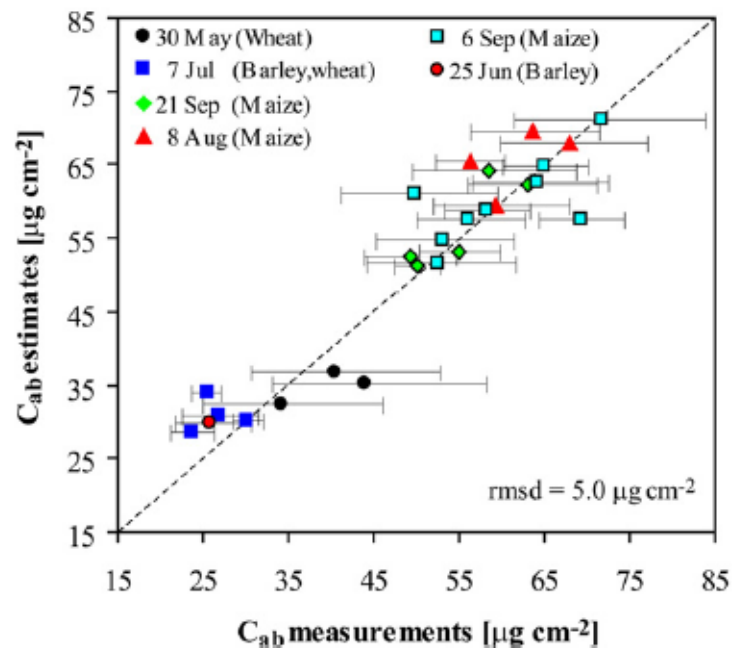 30 May (Wheat)
7 Jul (Barley,wheat)
21 Sep (Maize)
8 Aug (Maize)
6 Sep (Maize)
25 Jun (Barley)
C_ab estimates [µg cm⁻²]
85
75
65
55
45
35
25
15
rmsd = 5.0 µg cm⁻²
15 25 35 45 55 65 75 85
C_ab measurements [µg cm⁻²]